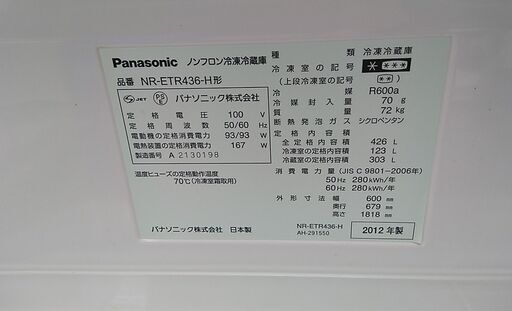 Panasonic ノンフロン冷凍冷蔵庫
品番 NR-ETR436-H形
JET PS E パナソニック株式会社
定格電圧 100 V
定格周波数 50/60 Hz
電動機の定格消費電力 93/93 W
電熱装置の定格消費電力 167 W
製造番号 A 2130198
温度ヒューズの定格動作温度
70℃(冷凍室霜取用)
パナソニック株式会社 日本製
種類 冷凍冷蔵庫
冷凍室の記号 * ***
(上段冷凍室の記号 **)
冷媒 R600a
冷媒封入量 70 g
質量 72 kg
断熱発泡ガス シクロペンタン
定格内容積
全定格内容積 426 L
冷凍室の定格内容積 123 L
冷蔵室の定格内容積 303 L
消費電力量(JIS C 9801-2006年)
50Hz 280kWh/年
60Hz 280kWh/年
外形寸法 幅 600 mm
奥行 679 mm
高さ 1818 mm
NR-ETR436-H
AH-291550
2012年製